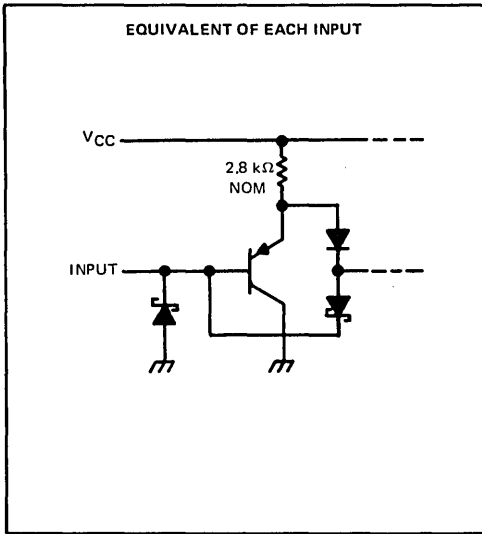 EQUIVALENT OF EACH INPUT
VCC
2.8 kΩ
NOM
INPUT